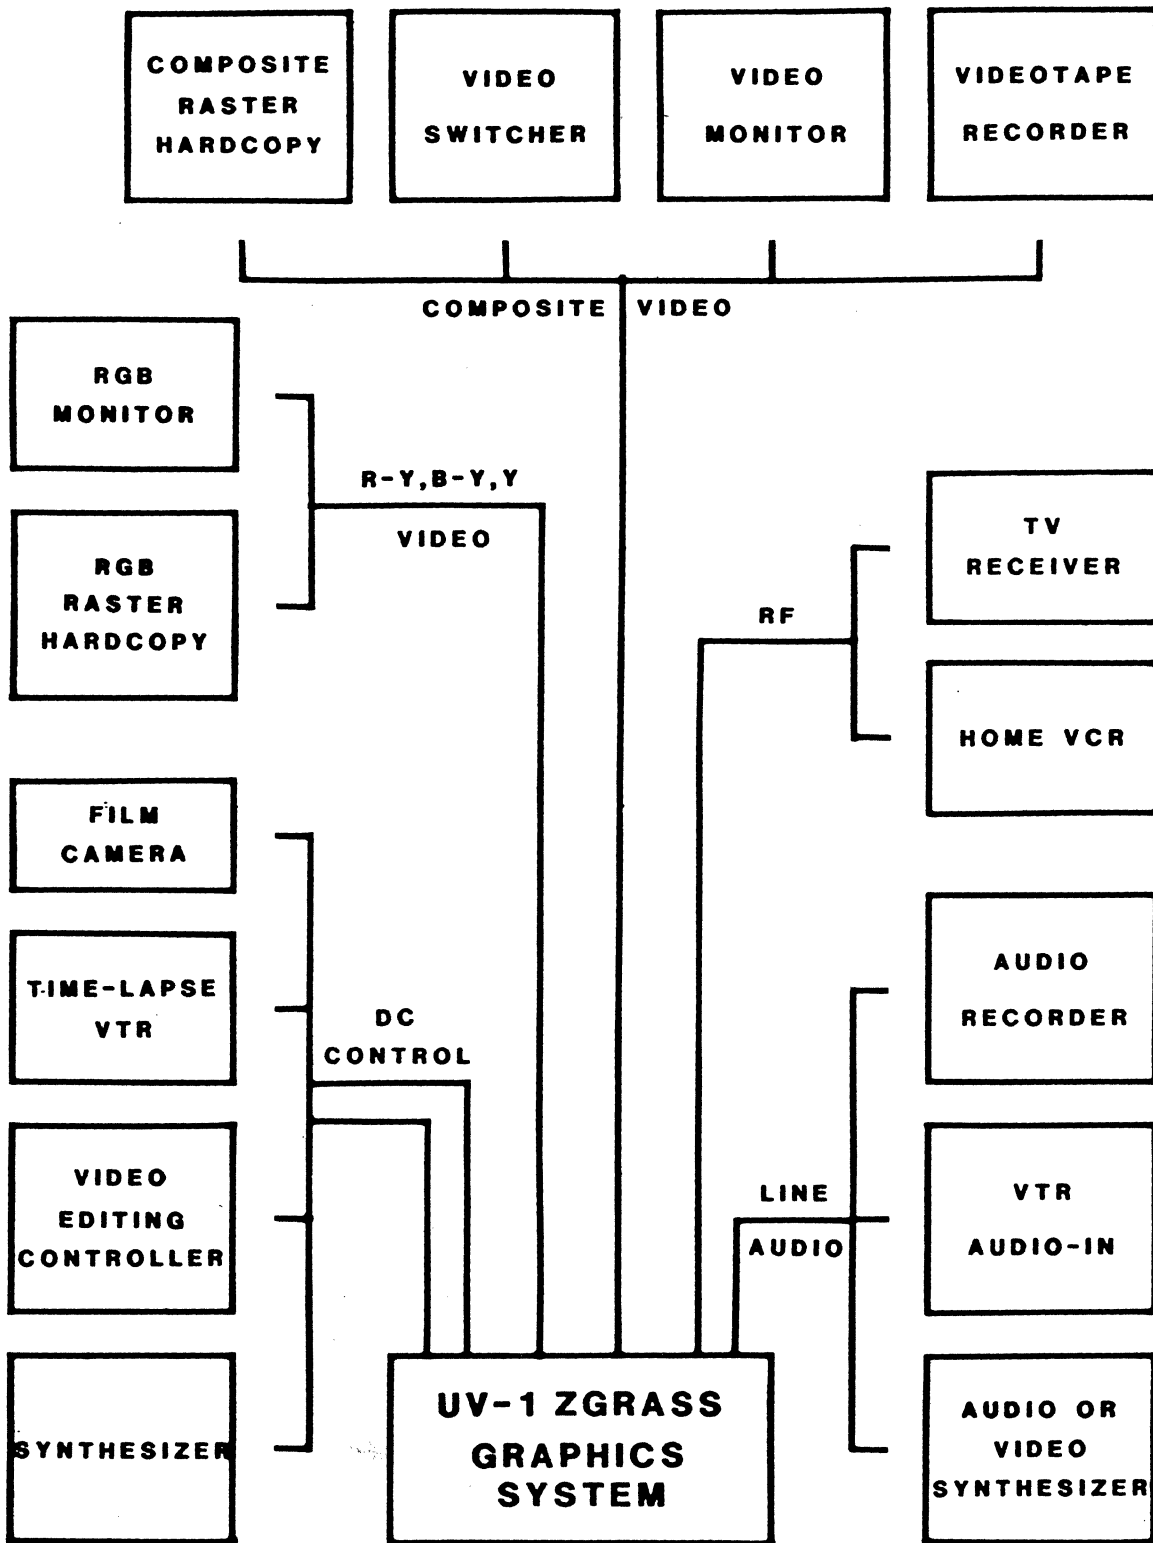 COMPOSITE
RASTER
HARDCOPY
VIDEO
SWITCHER
VIDEO
MONITOR
VIDEOTAPE
RECORDER
COMPOSITE VIDEO
RGB
MONITOR
R-Y,B-Y,Y
VIDEO
RGB
RASTER
HARDCOPY
TV
RECEIVER
RF
HOME VCR
FILM
CAMERA
TIME-LAPSE
VTR
DC
CONTROL
AUDIO
RECORDER
VIDEO
EDITING
CONTROLLER
LINE
AUDIO
VTR
AUDIO-IN
SYNTHESIZER
UV-1 ZGRASS
GRAPHICS
SYSTEM
AUDIO OR
VIDEO
SYNTHESIZER